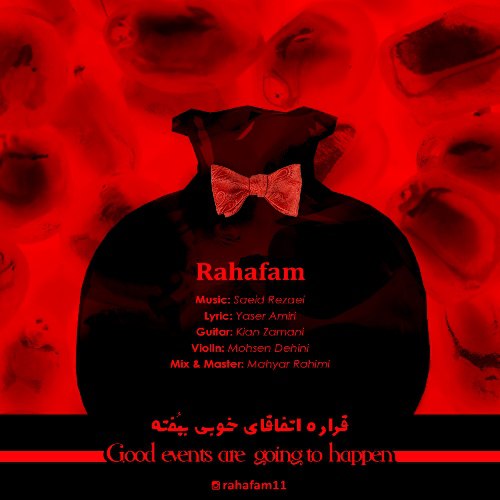 Rahafam
Music: Saeid Rezaei
Lyric: Yaser Amiri
Guitar: Kian Zamani
Violin: Mohsen Dehini
Mix & Master: Mahyar Rahimi
قراره اتفاقای خوبی بیُفته
Good events are going to happen
rahafam11